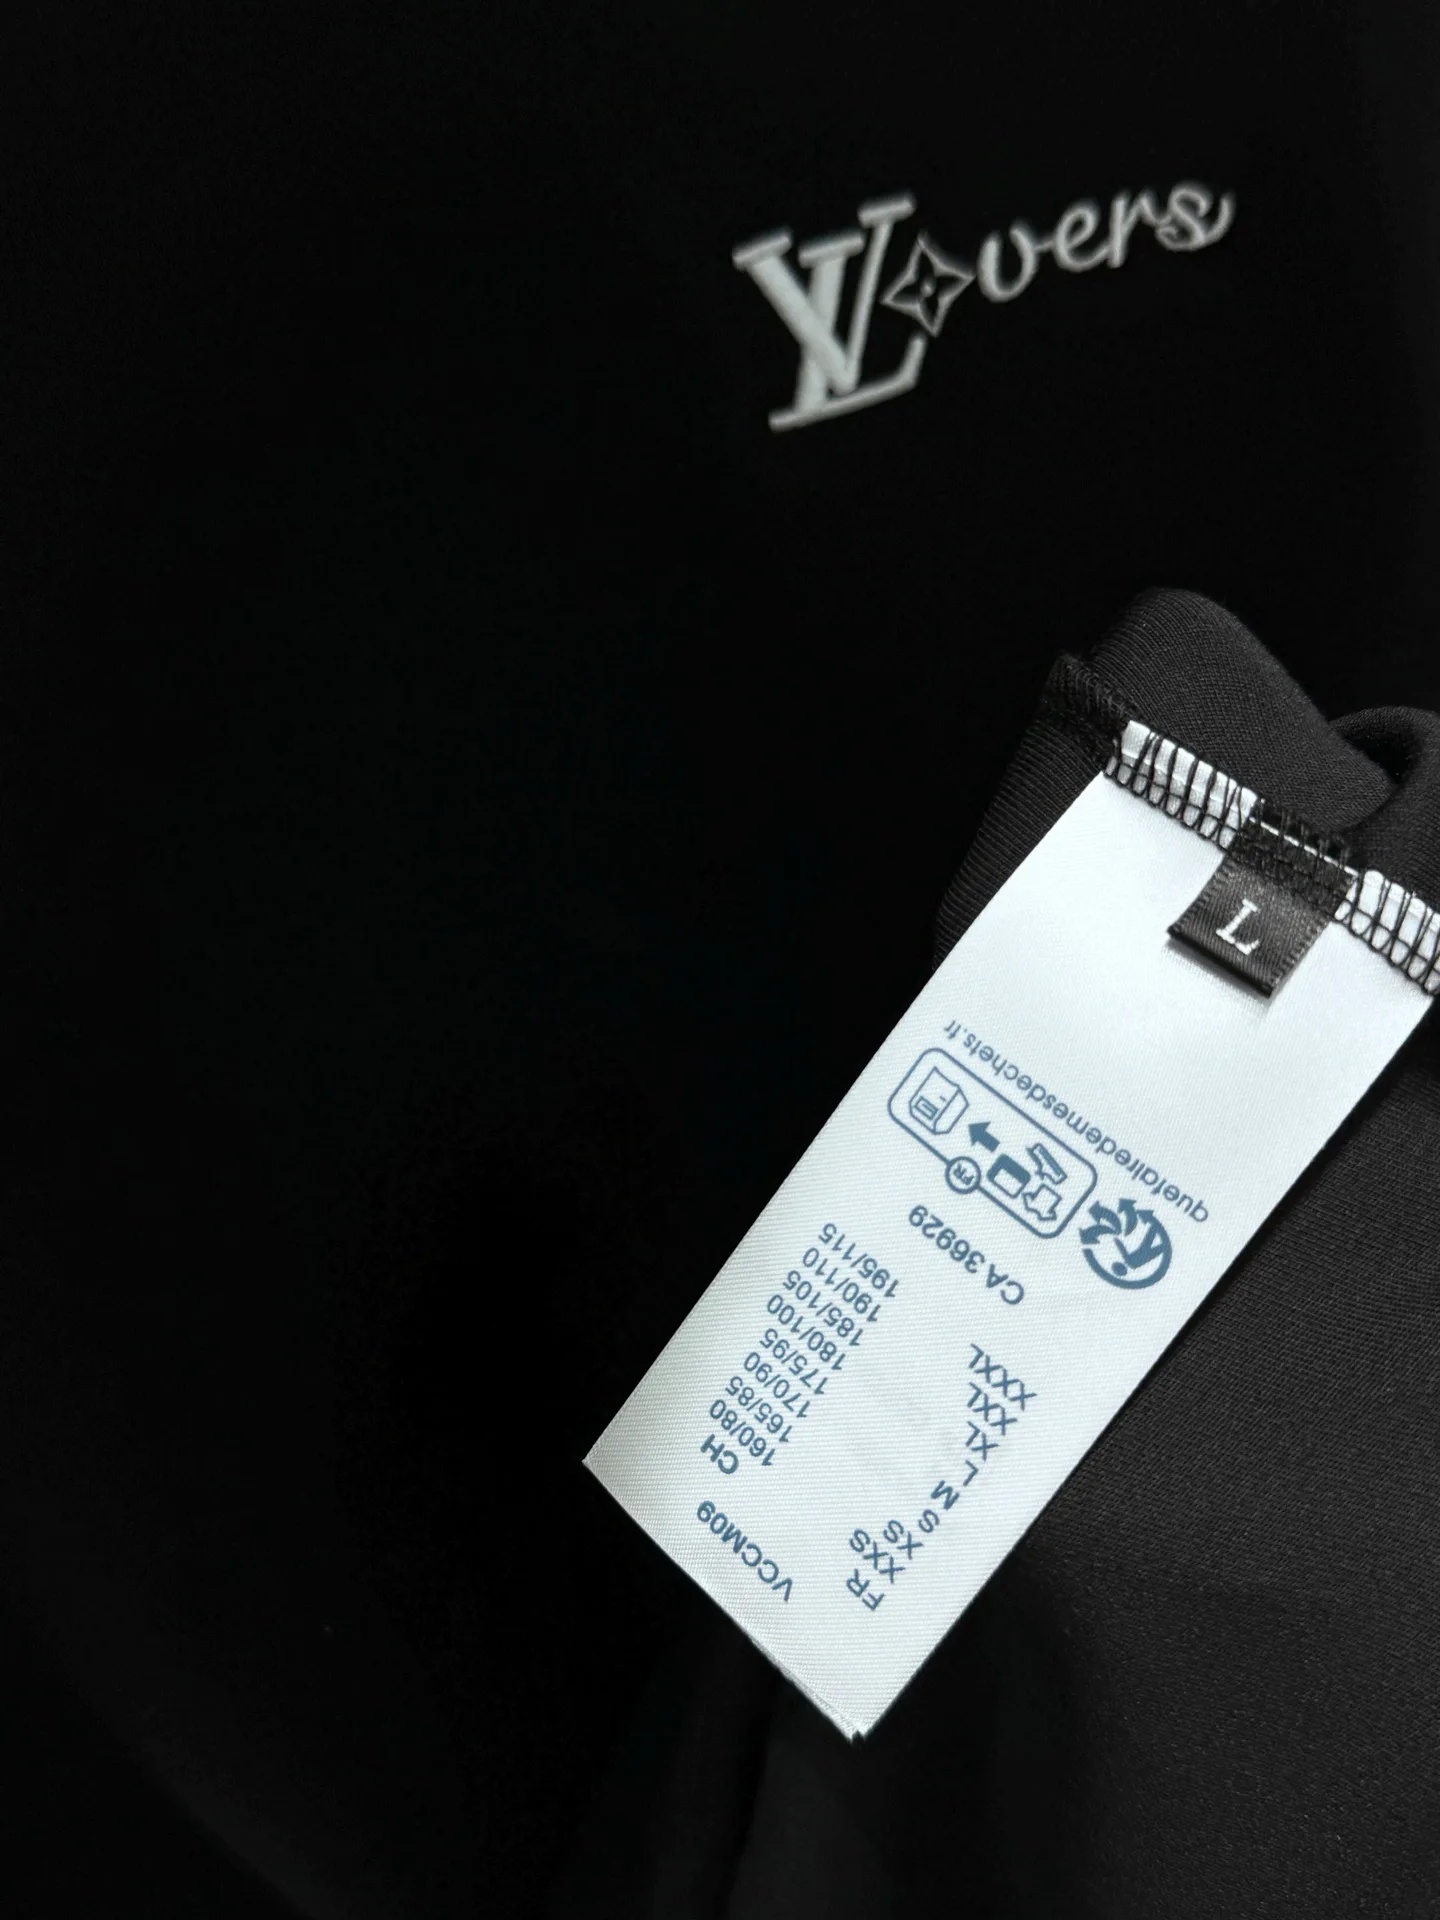 LVovers
L
VCCM09
FR CH
XXS 160/80
XS 165/85
S 170/90
M 175/95
L 180/100
XL 185/105
XXL 190/110
XXXL 195/115
CA 36929
FR
quefairedemesdechets.fr